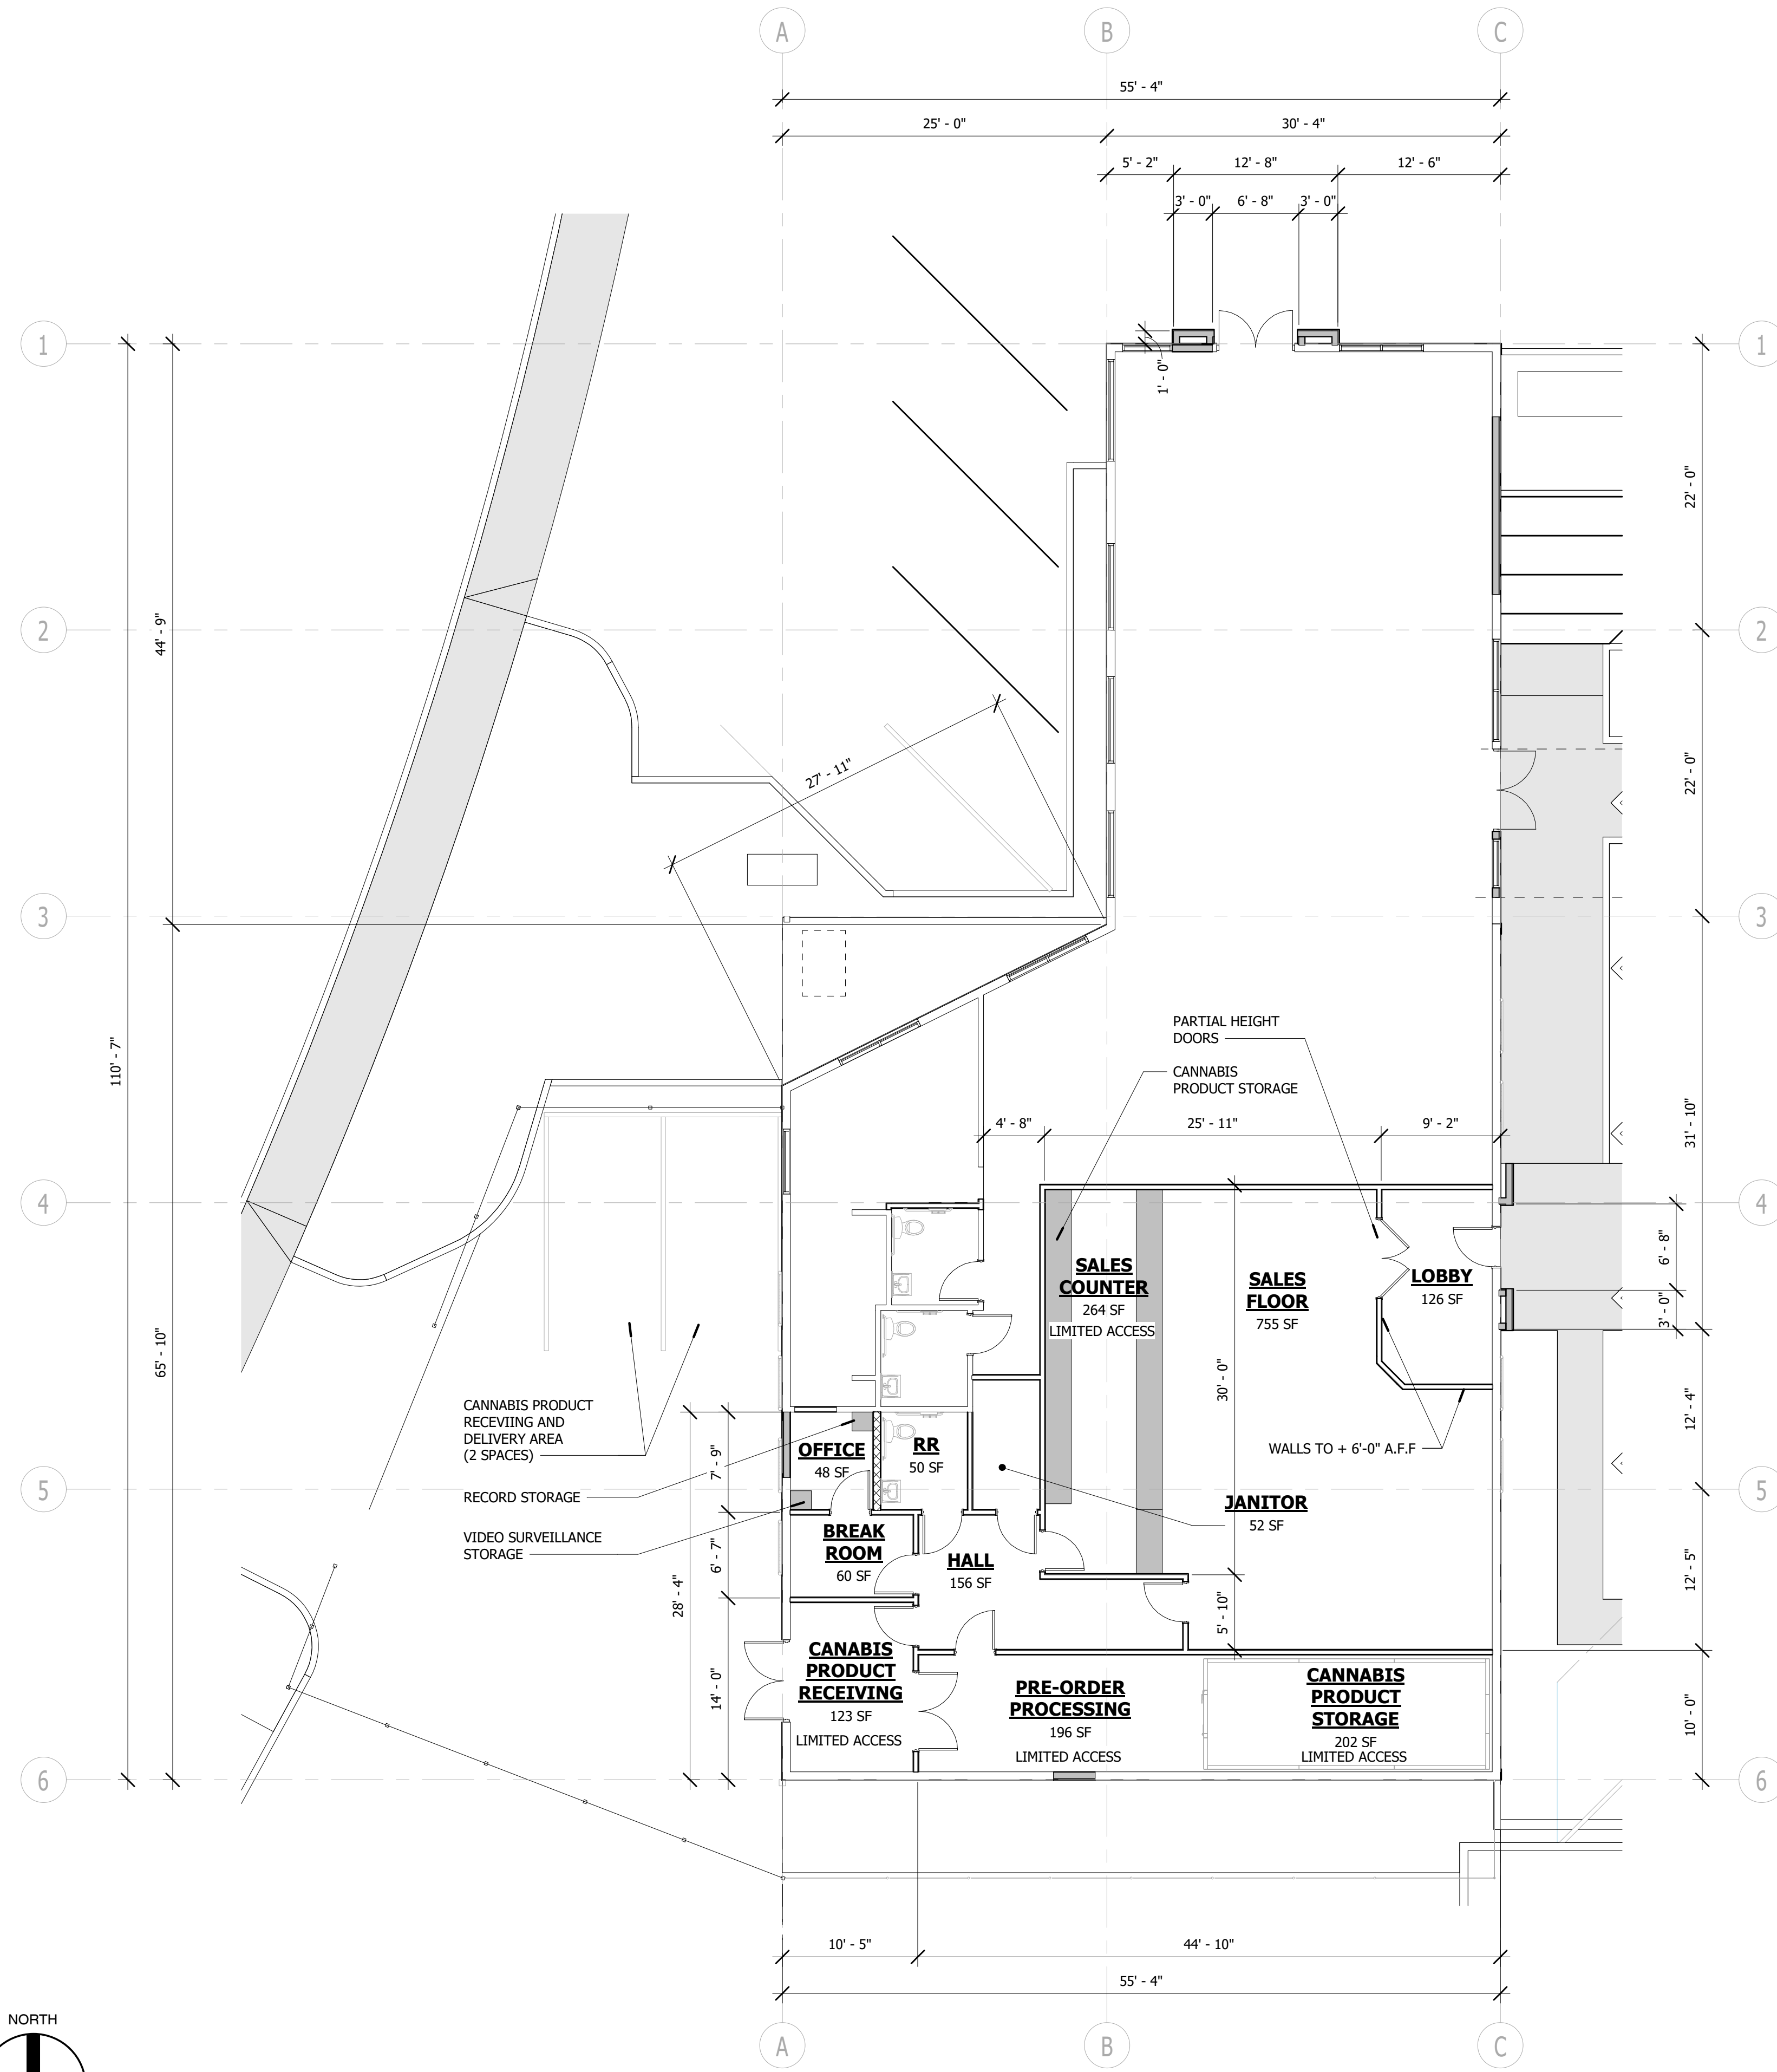 A
B
C
55' - 4"
25' - 0"
30' - 4"
5' - 2"
12' - 8"
12' - 6"
3' - 0"
6' - 8"
3' - 0"
1
1
1' - 0"
22' - 0"
44' - 9"
2
2
27' - 11"
22' - 0"
3
3
110' - 7"
PARTIAL HEIGHT
DOORS
CANNABIS
PRODUCT STORAGE
4' - 8"
25' - 11"
9' - 2"
31' - 10"
4
4
65' - 10"
SALES
COUNTER
264 SF
LIMITED ACCESS
SALES
FLOOR
755 SF
LOBBY
126 SF
6' - 8"
3' - 0"
30' - 0"
CANNABIS PRODUCT
RECEVIING AND
DELIVERY AREA
(2 SPACES)
12' - 4"
WALLS TO + 6'-0" A.F.F
OFFICE
48 SF
RR
50 SF
7' - 9"
RECORD STORAGE
5
5
JANITOR
52 SF
VIDEO SURVEILLANCE
STORAGE
BREAK
ROOM
60 SF
HALL
156 SF
6' - 7"
28' - 4"
12' - 5"
5' - 10"
CANABIS
PRODUCT
RECEIVING
123 SF
LIMITED ACCESS
14' - 0"
PRE-ORDER
PROCESSING
196 SF
LIMITED ACCESS
CANNABIS
PRODUCT
STORAGE
202 SF
LIMITED ACCESS
10' - 0"
6
6
10' - 5"
44' - 10"
55' - 4"
NORTH
A
B
C